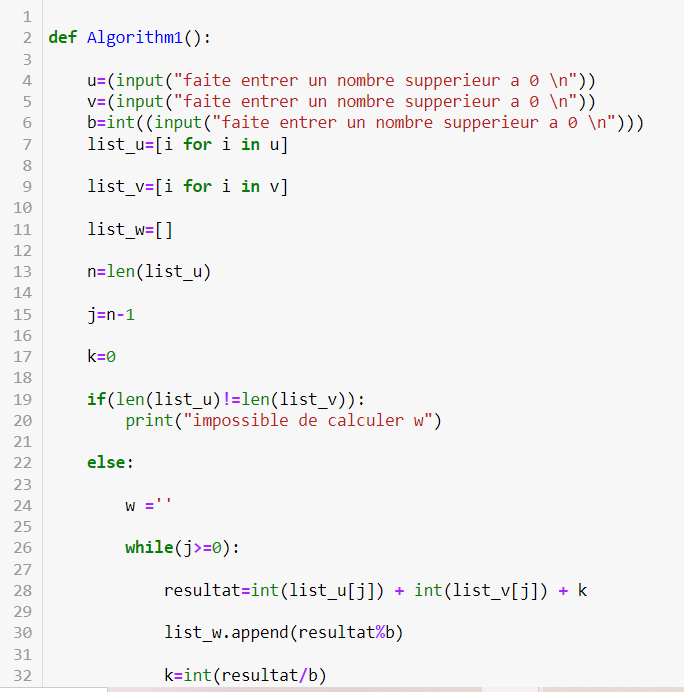 1
2 def Algorithm1():
3
4     u=(input("faite entrer un nombre supperieur a 0 \n"))
5     v=(input("faite entrer un nombre supperieur a 0 \n"))
6     b=int((input("faite entrer un nombre supperieur a 0 \n")))
7     list_u=[i for i in u]
8
9     list_v=[i for i in v]
10
11     list_w=[]
12
13     n=len(list_u)
14
15     j=n-1
16
17     k=0
18
19     if(len(list_u)!=len(list_v)):
20         print("impossible de calculer w")
21
22     else:
23
24         w =''
25
26         while(j>=0):
27
28             resultat=int(list_u[j]) + int(list_v[j]) + k
29
30             list_w.append(resultat%b)
31
32             k=int(resultat/b)